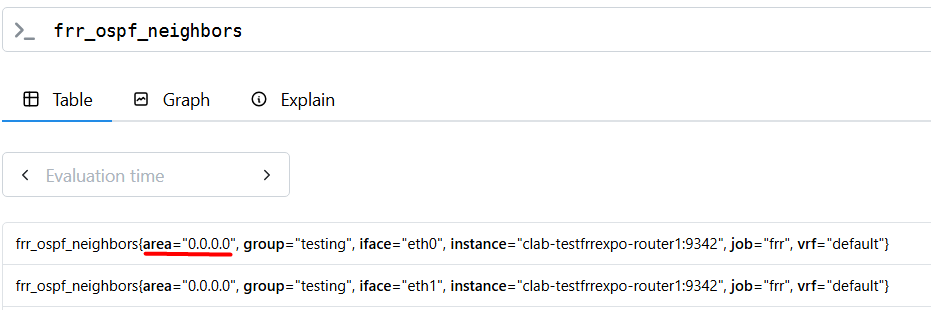 frr_ospf_neighbors
Table Graph Explain
Evaluation time
frr_ospf_neighbors{area="0.0.0.0", group="testing", iface="eth0", instance="clab-testfrrexpo-router1:9342", job="frr", vrf="default"}
frr_ospf_neighbors{area="0.0.0.0", group="testing", iface="eth1", instance="clab-testfrrexpo-router1:9342", job="frr", vrf="default"}